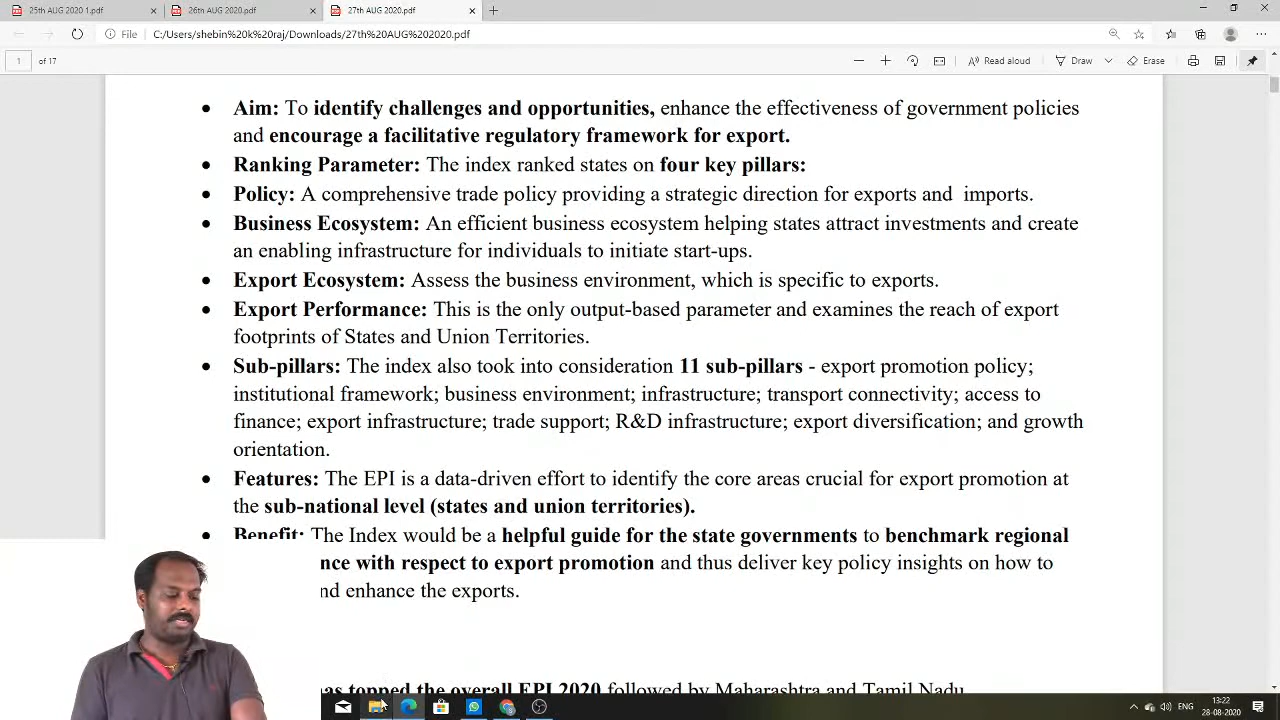 25th AUG 2020 1.pdf
26th AUG 2020.pdf
27th AUG 2020.pdf
File
C:/Users/shebin%20k%20raj/Downloads/27th%20AUG%202020.pdf
1 of 17
Read aloud
Draw
Erase
• Aim: To identify challenges and opportunities, enhance the effectiveness of government policies
and encourage a facilitative regulatory framework for export.
• Ranking Parameter: The index ranked states on four key pillars:
• Policy: A comprehensive trade policy providing a strategic direction for exports and imports.
• Business Ecosystem: An efficient business ecosystem helping states attract investments and create
an enabling infrastructure for individuals to initiate start-ups.
• Export Ecosystem: Assess the business environment, which is specific to exports.
• Export Performance: This is the only output-based parameter and examines the reach of export
footprints of States and Union Territories.
• Sub-pillars: The index also took into consideration 11 sub-pillars - export promotion policy;
institutional framework; business environment; infrastructure; transport connectivity; access to
finance; export infrastructure; trade support; R&D infrastructure; export diversification; and growth
orientation.
• Features: The EPI is a data-driven effort to identify the core areas crucial for export promotion at
the sub-national level (states and union territories).
• Benefit: The Index would be a helpful guide for the state governments to benchmark regional
nce with respect to export promotion and thus deliver key policy insights on how to
nd enhance the exports.
as topped the overall EPI 2020 followed by Maharashtra and Tamil Nadu
ENG
13:22
28-08-2020